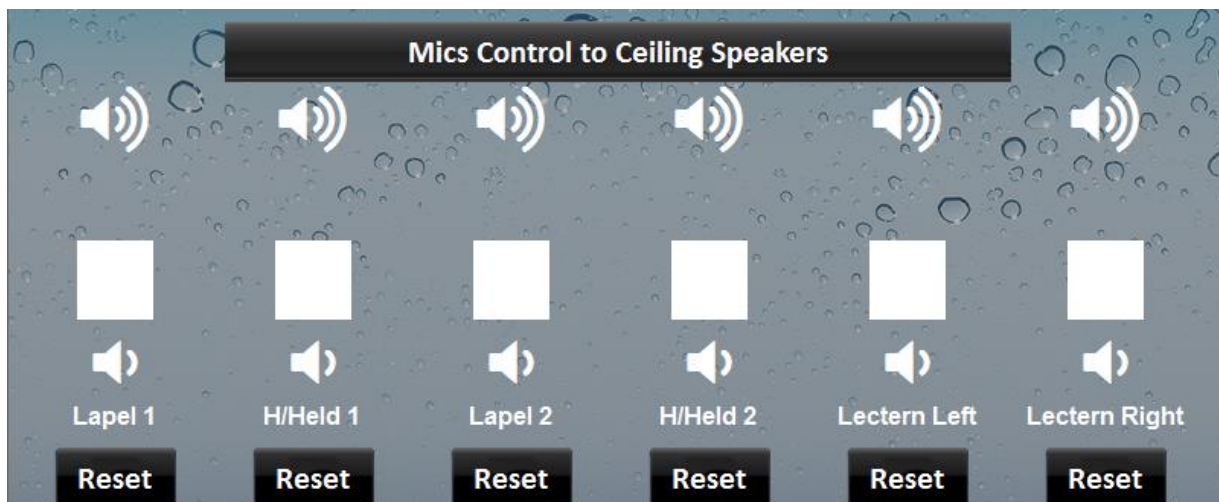 Mics Control to Ceiling Speakers
Lapel 1 H/Held 1 Lapel 2 H/Held 2 Lectern Left Lectern Right
Reset Reset Reset Reset Reset Reset